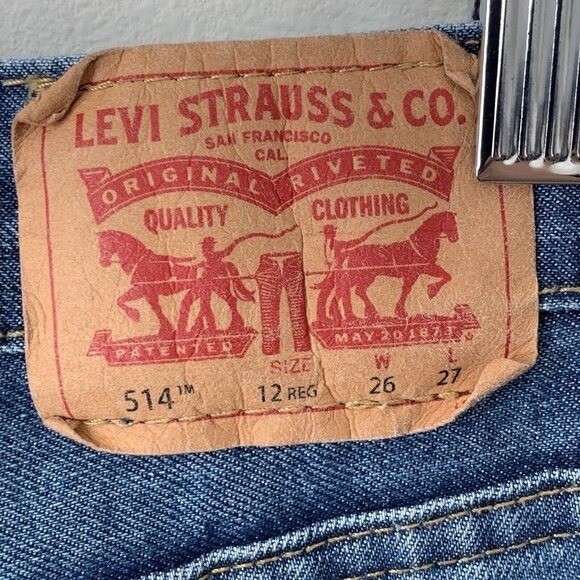 LEVI STRAUSS & CO.
SAN FRANCISCO
CAL.
ORIGINAL RIVETED
QUALITY CLOTHING
PATENTED MAY 20 1873
SIZE W L
514™ 12 REG 26 27